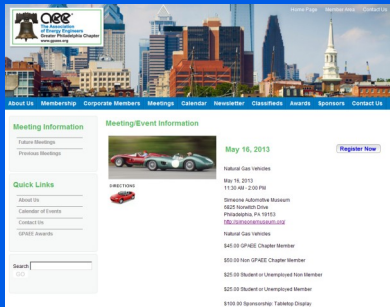 Home Page Member Area Contact Us
aee
The Association
of Energy Engineers
Greater Philadelphia Chapter
www.gpaee.org
About Us Membership Corporate Members Meetings Calendar Newsletter Classifieds Awards Sponsors Contact Us
Meeting Information
Future Meetings
Previous Meetings
Quick Links
About Us
Calendar of Events
Contact Us
GPAEE Awards
Search
GO
Meeting/Event Information
DIRECTIONS
May 16, 2013
Register Now
Natural Gas Vehicles
May 16, 2013
11:30 AM - 2:00 PM
Simeone Automotive Museum
6825 Norwitch Drive
Philadelphia, PA 19153
http://simeonemuseum.org/
Natural Gas Vehicles
$45.00 GPAEE Chapter Member
$50.00 Non GPAEE Chapter Member
$25.00 Student or Unemployed Non Member
$25.00 Student or Unemployed Member
$100.00 Sponsorship: Tabletop Display